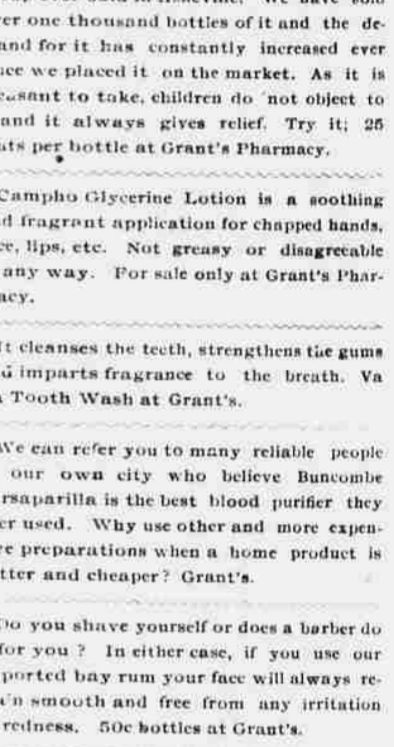 er one thousand bottles of it and the de-
and for it has constantly increased ever
ce we placed it on the market. As it is
asant to take, children do not object to
and it always gives relief. Try it; 25
ts per bottle at Grant's Pharmacy.
Campho Glycerine Lotion is a soothing
d fragrant application for chapped hands,
ce, lips, etc. Not greasy or disagreeable
any way. For sale only at Grant's Phar-
acy.
It cleanses the teeth, strengthens the gums
d imparts fragrance to the breath. Va
Tooth Wash at Grant's.
We can refer you to many reliable people
our own city who believe Buncombe
rsaparilla is the best blood purifier they
er used. Why use other and more expen-
e preparations when a home product is
tter and cheaper? Grant's.
Do you shave yourself or does a barber do
for you? In either case, if you use our
ported bay rum your face will always re-
n smooth and free from any irritation
redness. 50c bottles at Grant's.